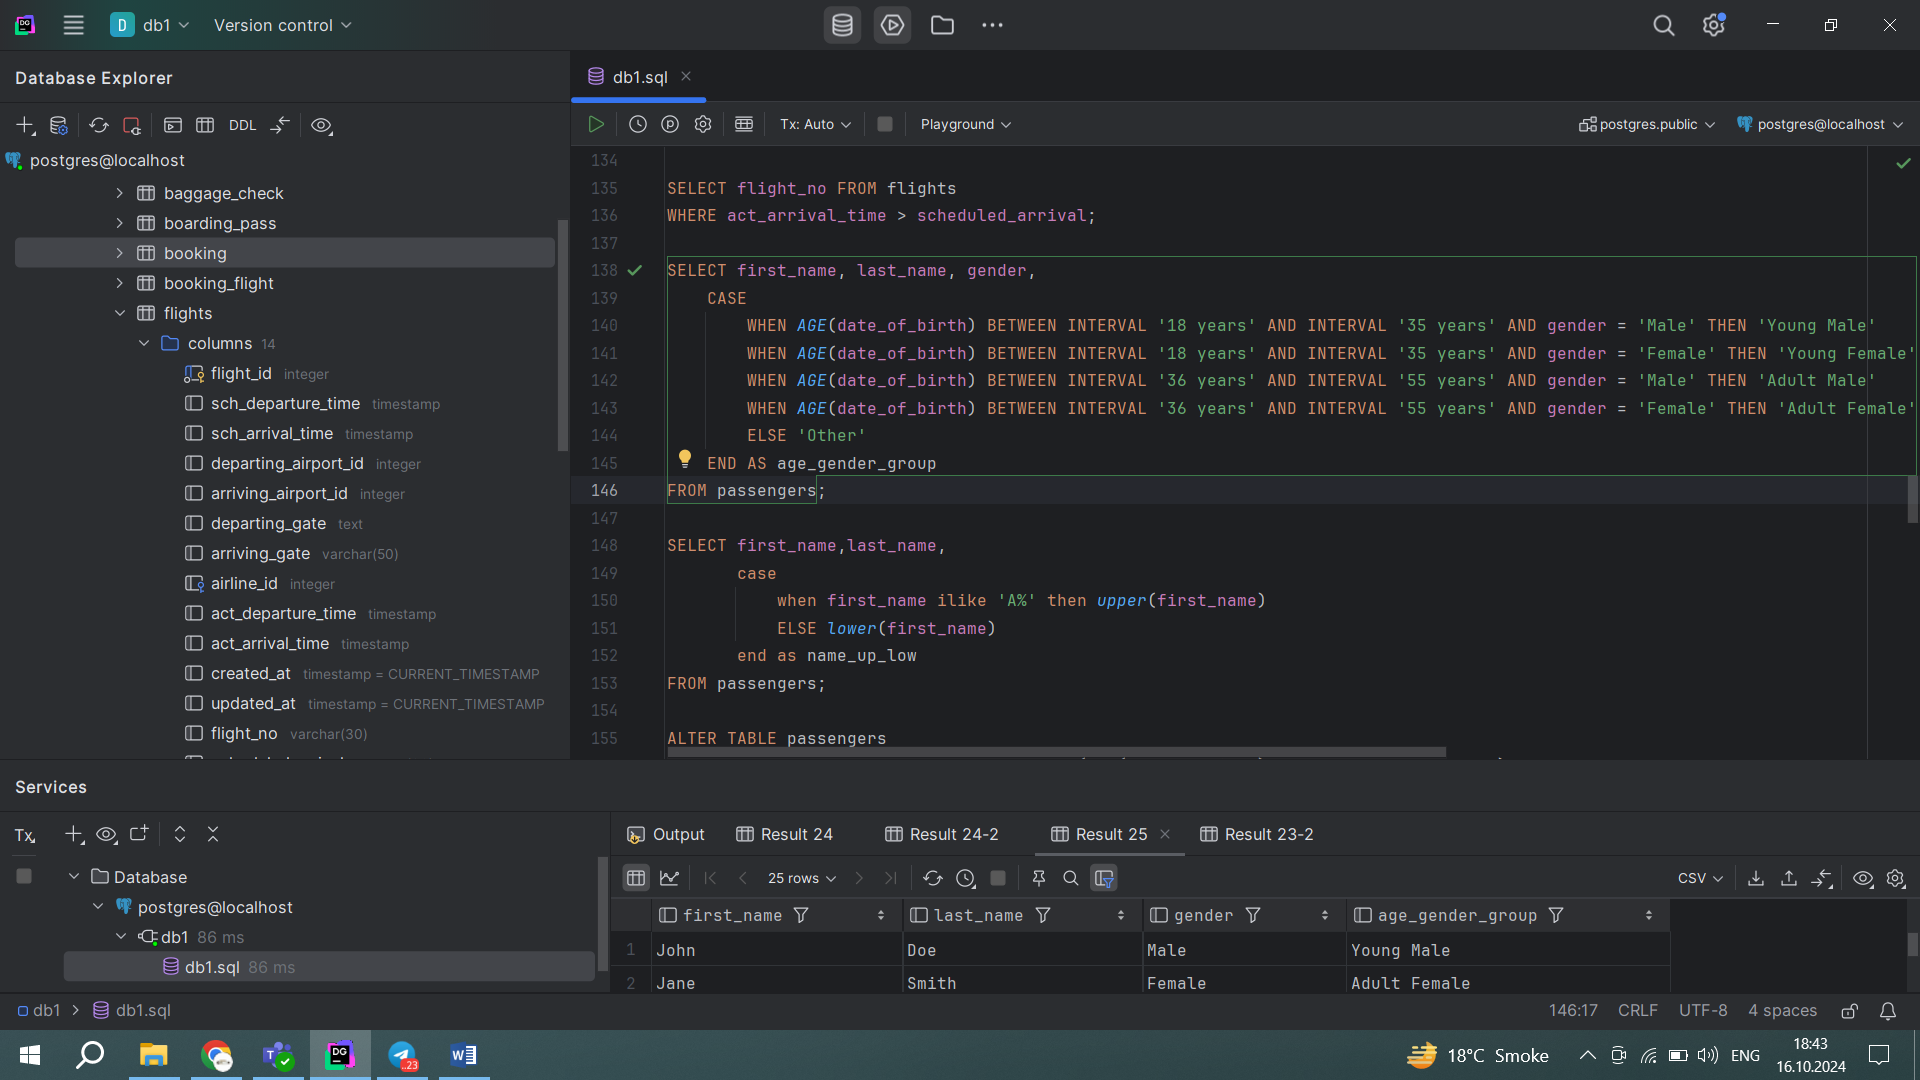 db1
Version control
Database Explorer
db1.sql
DDL
Tx: Auto
Playground
postgres.public
postgres@localhost
postgres@localhost
baggage_check
boarding_pass
booking
booking_flight
flights
columns 14
flight_id integer
sch_departure_time timestamp
sch_arrival_time timestamp
departing_airport_id integer
arriving_airport_id integer
departing_gate text
arriving_gate varchar(50)
airline_id integer
act_departure_time timestamp
act_arrival_time timestamp
created_at timestamp = CURRENT_TIMESTAMP
updated_at timestamp = CURRENT_TIMESTAMP
flight_no varchar(30)
134
135 SELECT flight_no FROM flights
136 WHERE act_arrival_time > scheduled_arrival;
137
138 SELECT first_name, last_name, gender,
139 CASE
140 WHEN AGE(date_of_birth) BETWEEN INTERVAL '18 years' AND INTERVAL '35 years' AND gender = 'Male' THEN 'Young Male'
141 WHEN AGE(date_of_birth) BETWEEN INTERVAL '18 years' AND INTERVAL '35 years' AND gender = 'Female' THEN 'Young Female'
142 WHEN AGE(date_of_birth) BETWEEN INTERVAL '36 years' AND INTERVAL '55 years' AND gender = 'Male' THEN 'Adult Male'
143 WHEN AGE(date_of_birth) BETWEEN INTERVAL '36 years' AND INTERVAL '55 years' AND gender = 'Female' THEN 'Adult Female'
144 ELSE 'Other'
145 END AS age_gender_group
146 FROM passengers;
147
148 SELECT first_name,last_name,
149 case
150 when first_name ilike 'A%' then upper(first_name)
151 ELSE lower(first_name)
152 end as name_up_low
153 FROM passengers;
154
155 ALTER TABLE passengers
Services
Tx
Database
postgres@localhost
db1 86 ms
db1.sql 86 ms
Output
Result 24
Result 24-2
Result 25
Result 23-2
25 rows
CSV
first_name last_name gender age_gender_group
1 John Doe Male Young Male
2 Jane Smith Female Adult Female
db1 > db1.sql
146:17 CRLF UTF-8 4 spaces
18°C Smoke
ENG
18:43
16.10.2024